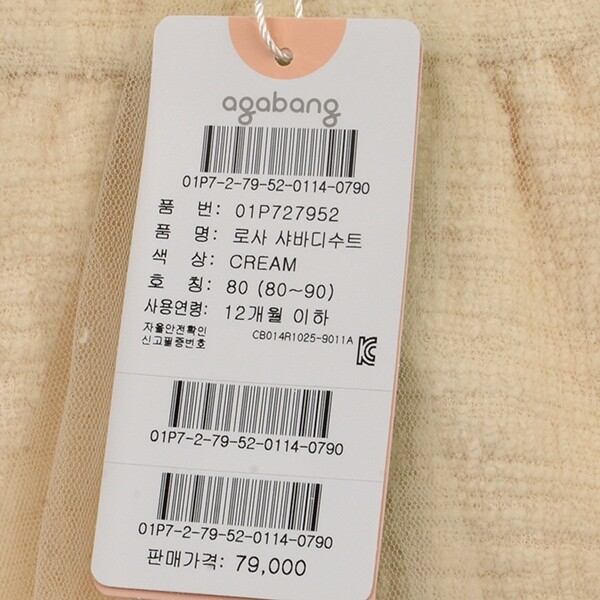 agabang
01P7-2-79-52-0114-0790
품 번: 01P727952
품 명: 로사 샤바디수트
색 상: CREAM
호 칭: 80 (80~90)
사용연령: 12개월 이하
자율안전확인
신고필증번호 CB014R1025-9011A
01P7-2-79-52-0114-0790
01P7-2-79-52-0114-0790
판매가격: 79,000